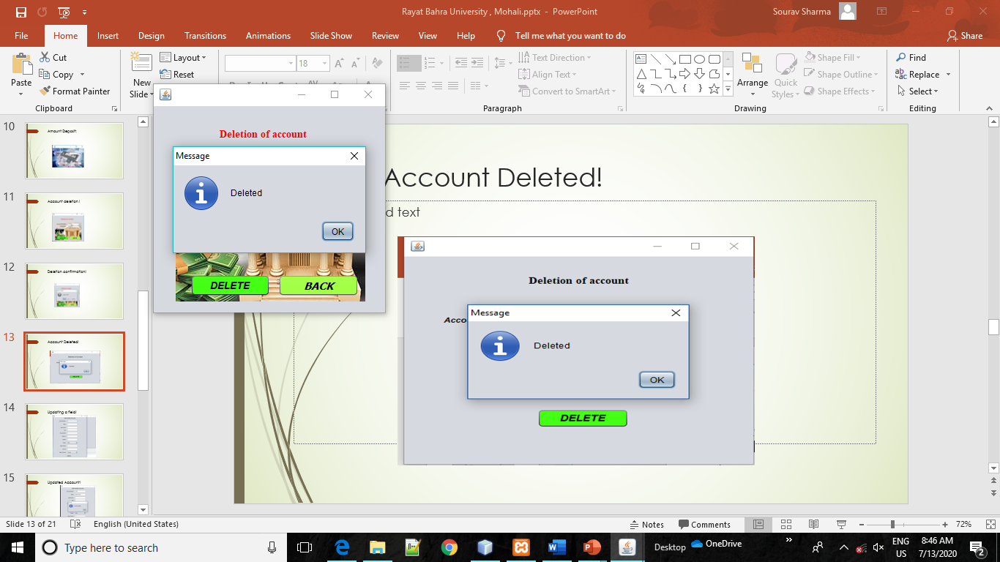 Rayat Bahra University , Mohali.pptx - PowerPoint
Sourav Sharma
File Home Insert Design Transitions Animations Slide Show Review View Help Tell me what you want to do Share
Paste
Cut
Copy
Format Painter
Clipboard
New
Slide
Layout
Reset
18
Text Direction
Align Text
Convert to SmartArt
Paragraph
Arrange
Quick
Styles
Shape Fill
Shape Outline
Shape Effects
Drawing
Find
Replace
Select
Editing
10
Amount Deposit:
11
Account deletion !
12
Deletion confirmation!
13
Account Deleted!
14
Updating a field!
15
Updated Account!
Deletion of account
Message
Deleted
OK
DELETE
BACK
Account Deleted!
d text
Deletion of account
Acco
Message
Deleted
OK
DELETE
Slide 13 of 21 English (United States) Notes Comments 72%
Type here to search
Desktop
OneDrive
ENG
US
8:46 AM
7/13/2020
2